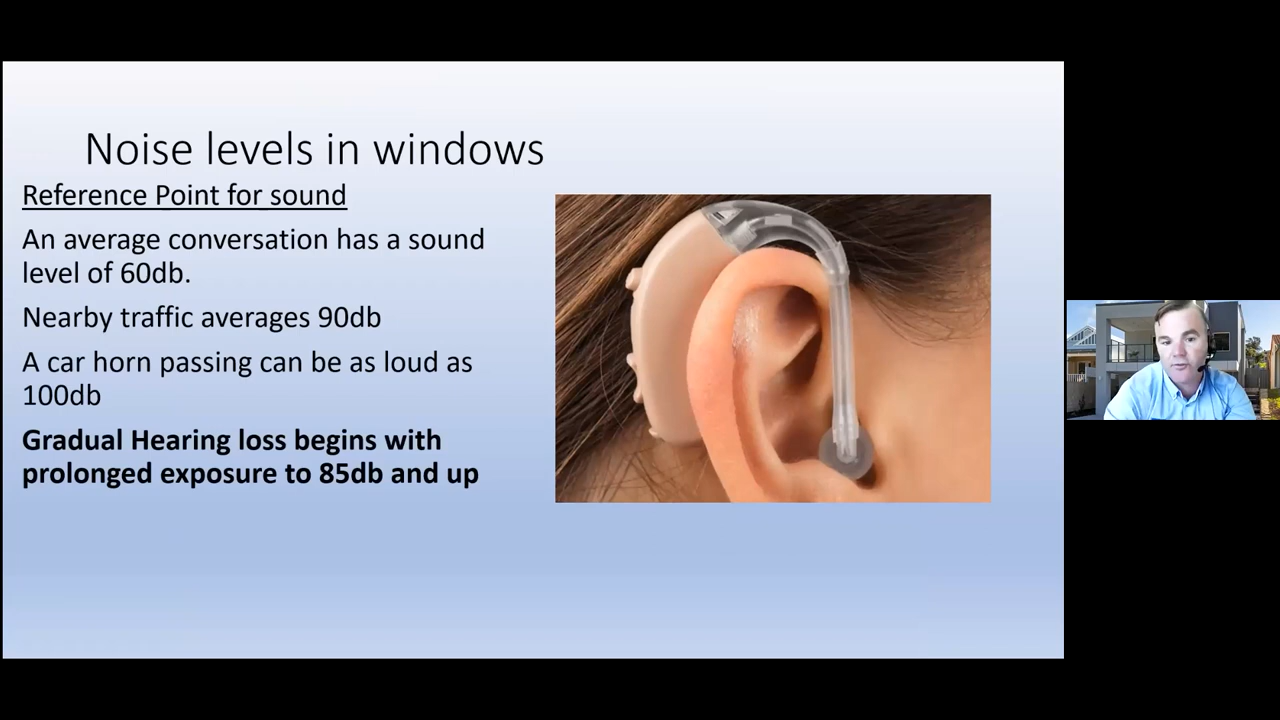 Noise levels in windows
Reference Point for sound
An average conversation has a sound
level of 60db.
Nearby traffic averages 90db
A car horn passing can be as loud as
100db
Gradual Hearing loss begins with
prolonged exposure to 85db and up